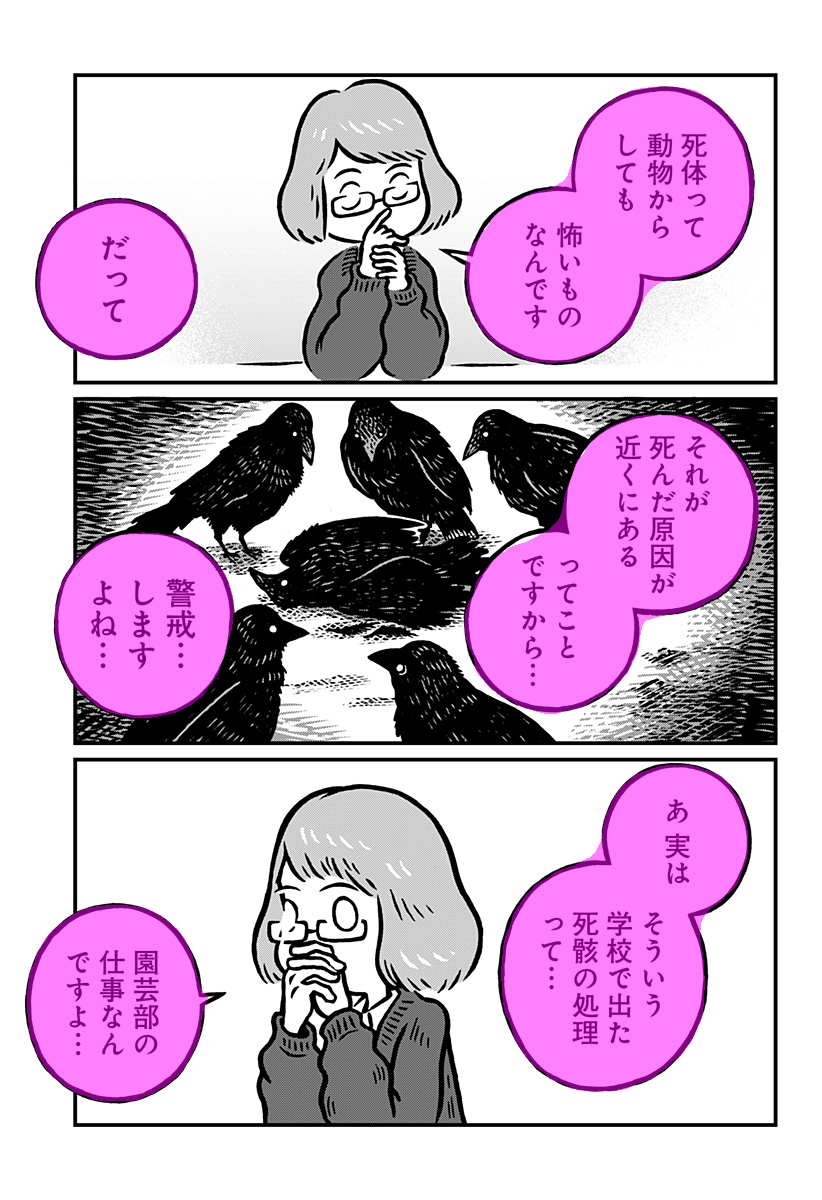 死体って
動物から
しても
怖いもの
なんです
だって
それが
死んだ原因が
近くにある
ってこと
ですから…
警戒…
します
よね…
あ 実は
そういう
学校で出た
死骸の処理
って…
園芸部の
仕事なん
ですよ…